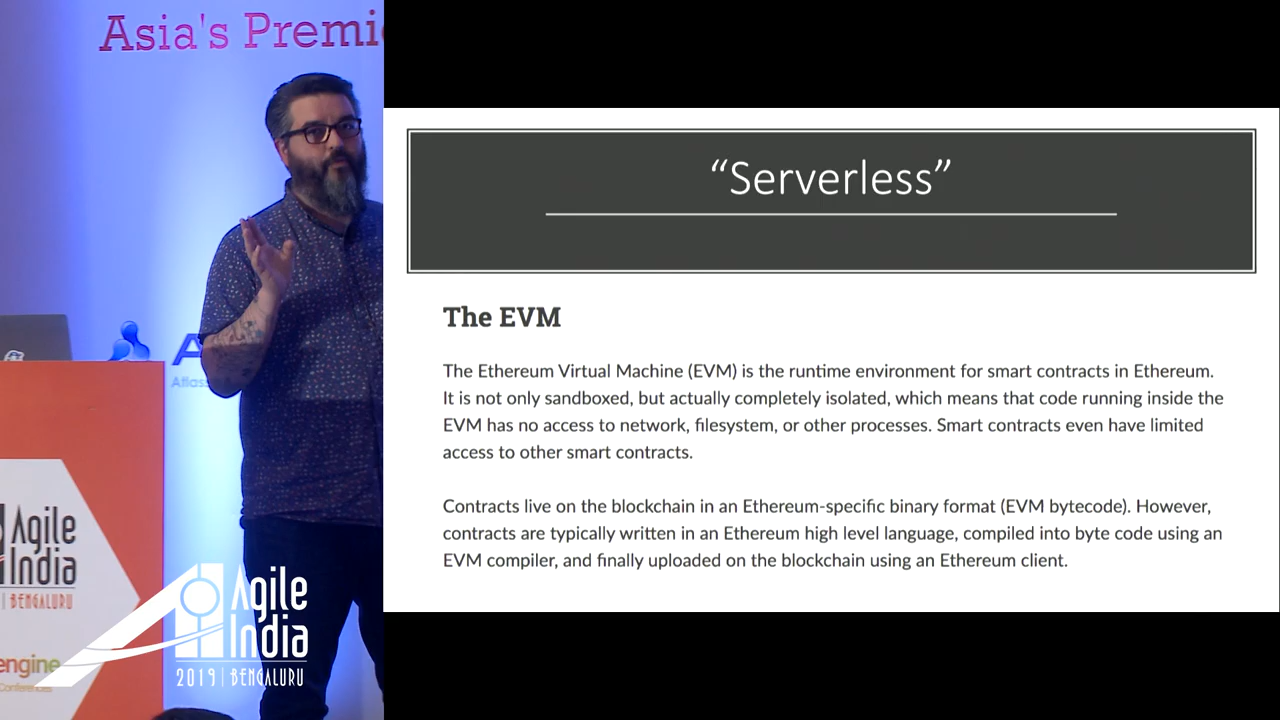 Asia's Premi
"Serverless"
The EVM
The Ethereum Virtual Machine (EVM) is the runtime environment for smart contracts in Ethereum.
It is not only sandboxed, but actually completely isolated, which means that code running inside the
EVM has no access to network, filesystem, or other processes. Smart contracts even have limited
access to other smart contracts.
Contracts live on the blockchain in an Ethereum-specific binary format (EVM bytecode). However,
contracts are typically written in an Ethereum high level language, compiled into byte code using an
EVM compiler, and finally uploaded on the blockchain using an Ethereum client.
A
Atlas
Agile
India
| BENGALURU
engine
Conferences
Agile
India
2019 | BENGALURU